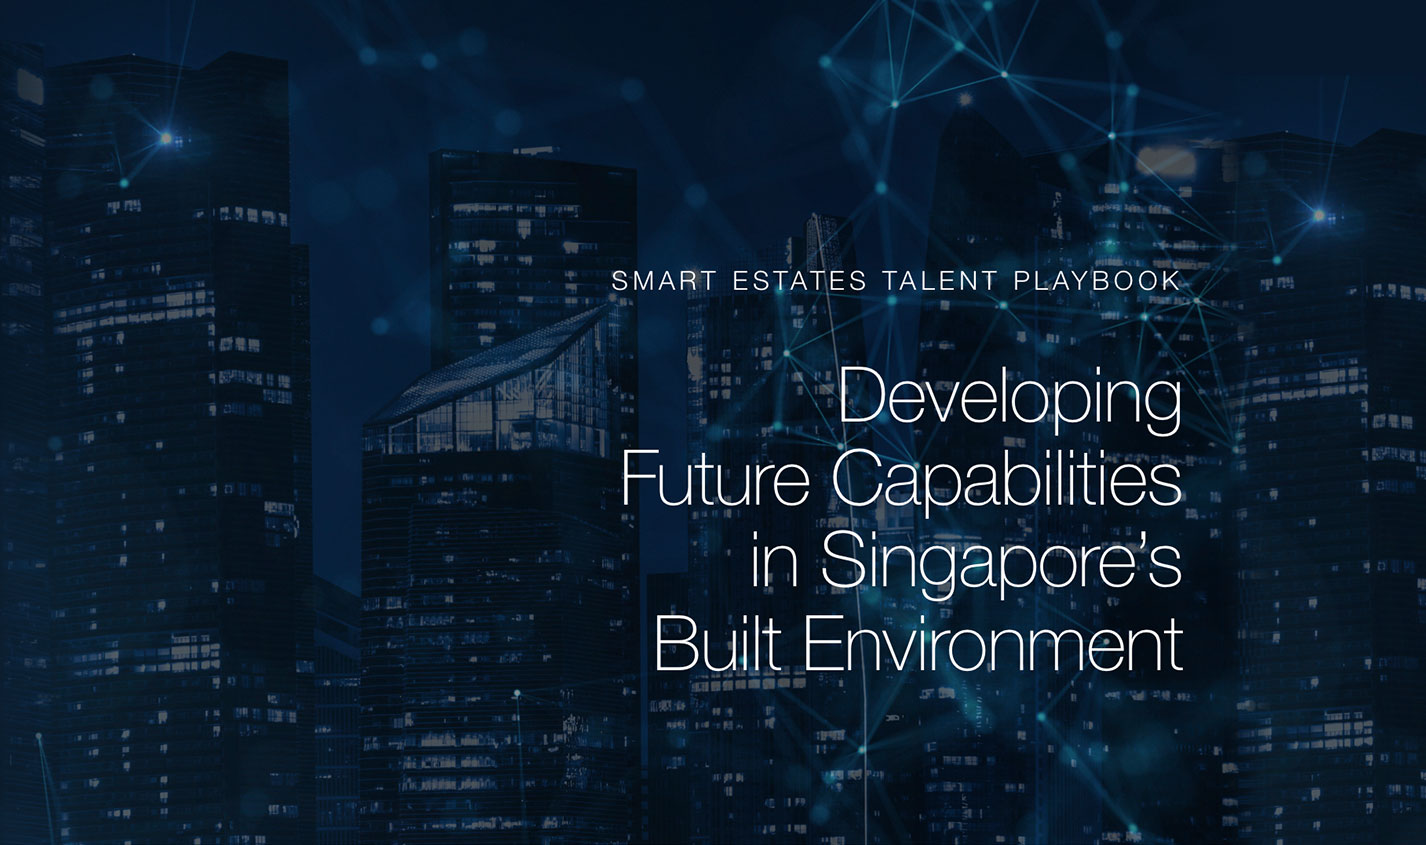 SMART ESTATES TALENT PLAYBOOK
Developing
Future Capabilities
in Singapore’s
Built Environment